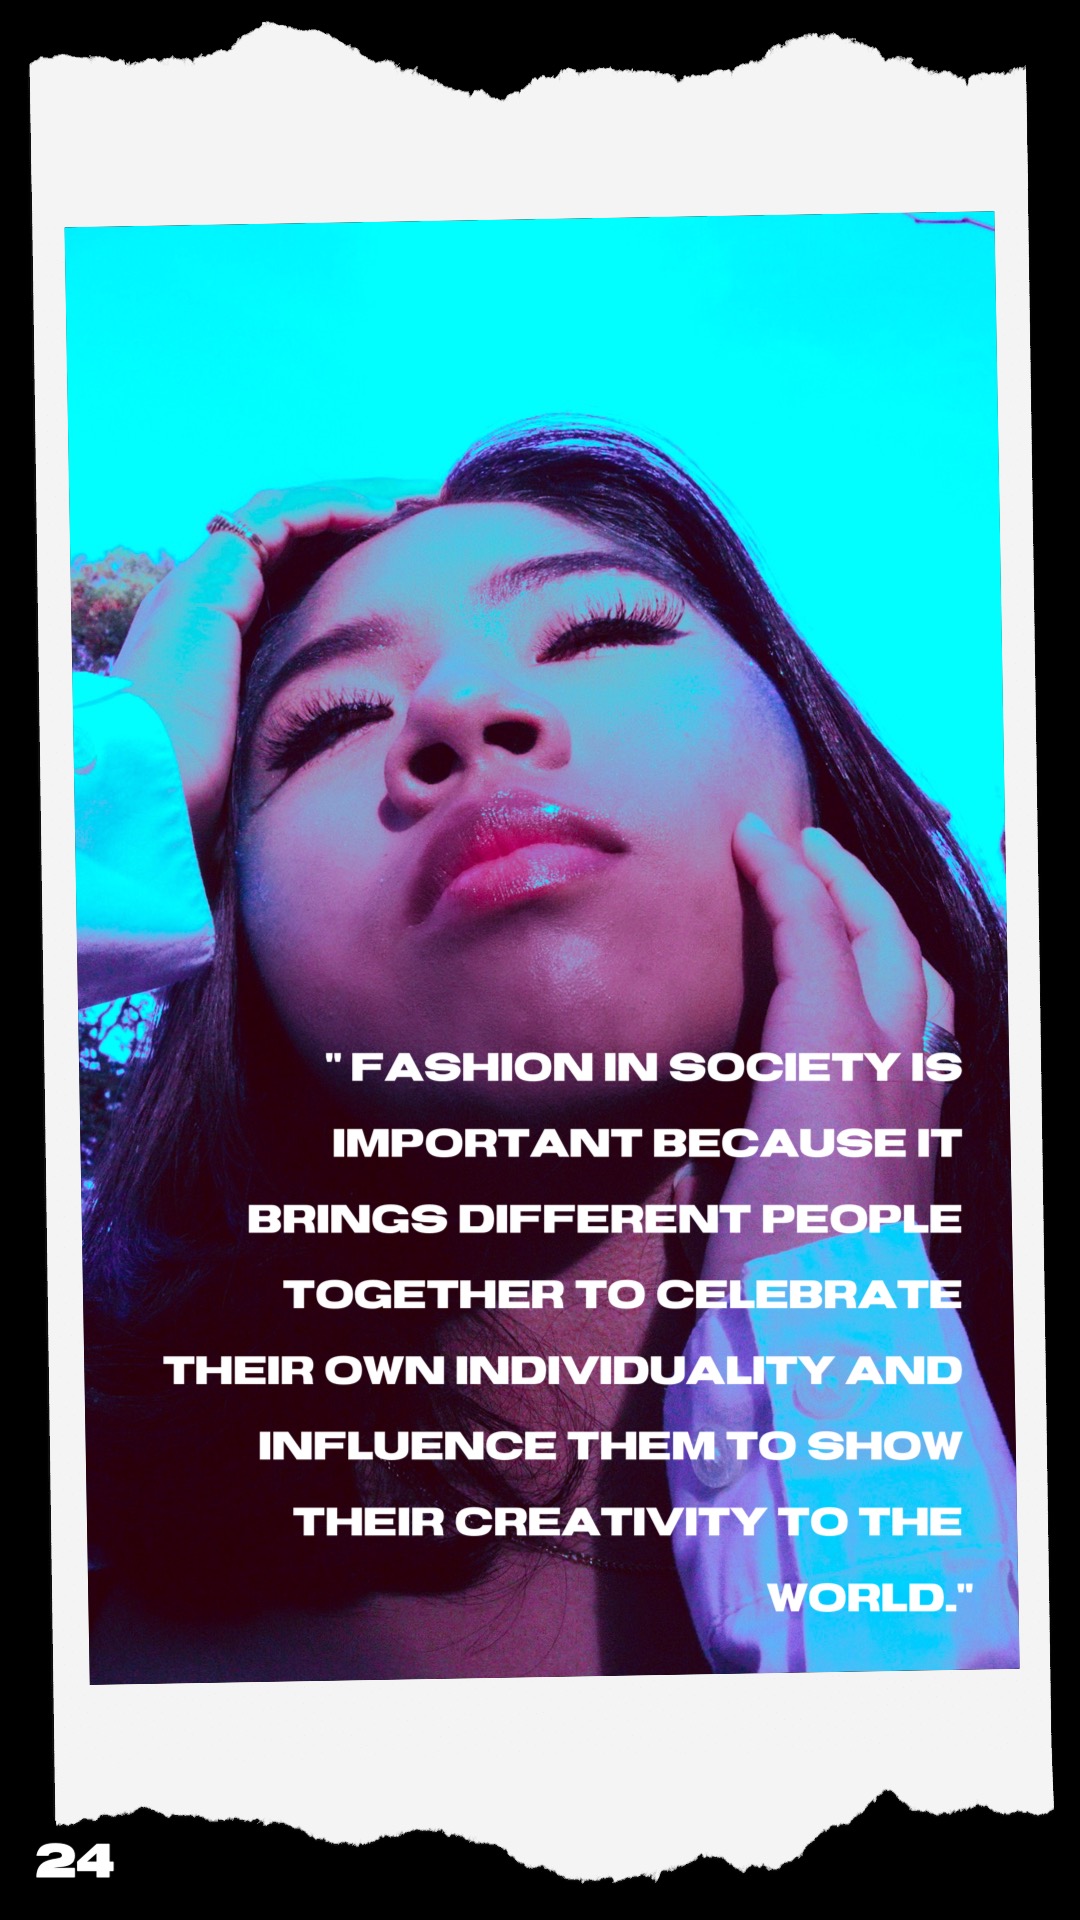 " FASHION IN SOCIETY IS
IMPORTANT BECAUSE IT
BRINGS DIFFERENT PEOPLE
TOGETHER TO CELEBRATE
THEIR OWN INDIVIDUALITY AND
INFLUENCE THEM TO SHOW
THEIR CREATIVITY TO THE
WORLD."
24